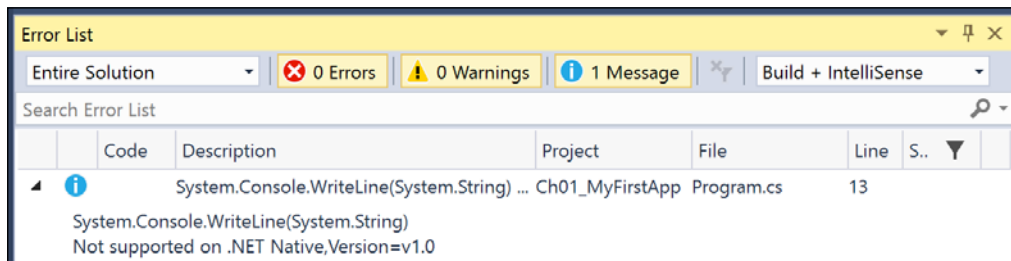 Error List
Entire Solution 0 Errors 0 Warnings 1 Message Build + IntelliSense
Search Error List
Code Description Project File Line S..
System.Console.WriteLine(System.String) ... Ch01_MyFirstApp Program.cs 13
System.Console.WriteLine(System.String)
Not supported on .NET Native,Version=v1.0